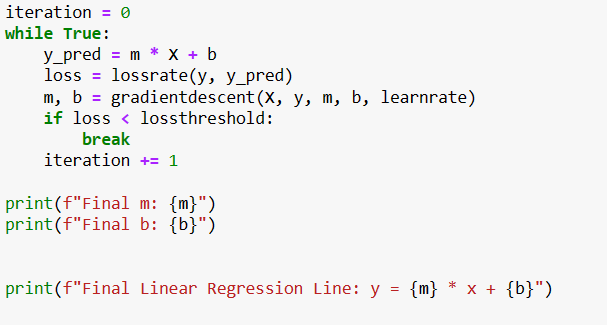 iteration = 0
while True:
    y_pred = m * X + b
    loss = lossrate(y, y_pred)
    m, b = gradientdescent(X, y, m, b, learnrate)
    if loss < lossthreshold:
        break
    iteration += 1
print(f"Final m: {m}")
print(f"Final b: {b}")
print(f"Final Linear Regression Line: y = {m} * x + {b}")